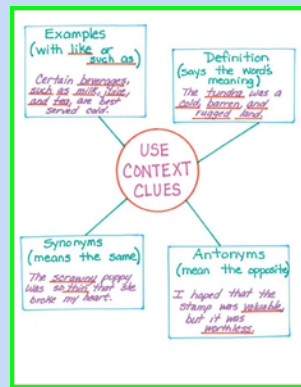 Examples
(with like or
such as)
Certain beverages,
such as milk, juice,
and tea, are best
served cold.
Definition
(says the word's
meaning)
The tundra was a
cold, barren, and
rugged land.
USE
CONTEXT
CLUES
Synonyms
(means the same)
The scrawny puppy
was so thin that she
broke my heart.
Antonyms
(mean the opposite)
I hoped that the
stamp was valuable,
but it was
worthless.